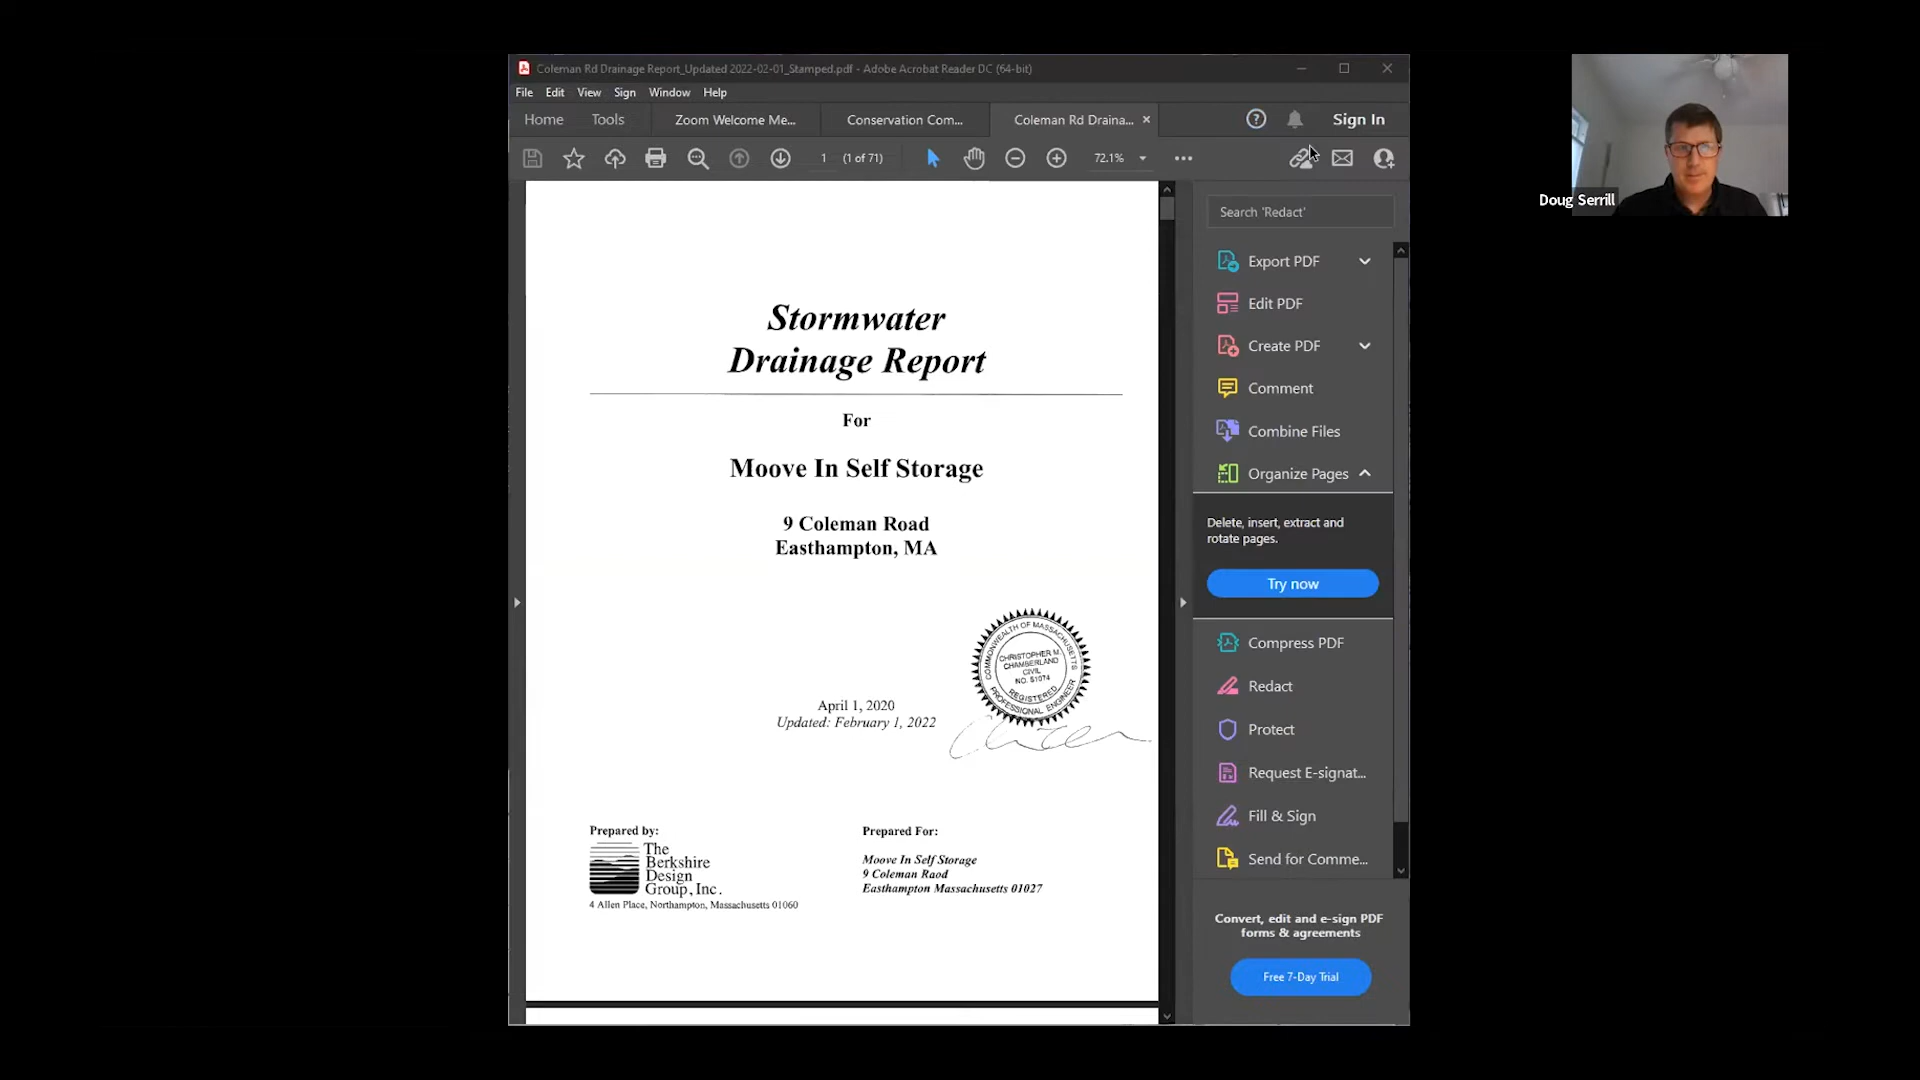 Coleman Rd Drainage Report_Updated 2022-02-01_Stamped.pdf - Adobe Acrobat Reader DC (64-bit)
File Edit View Sign Window Help
Home Tools Zoom Welcome Me... Conservation Com... Coleman Rd Draina... Sign In
1 (1 of 71) 72.1%
Doug Serrill
Search 'Redact'
Export PDF
Edit PDF
Create PDF
Comment
Combine Files
Organize Pages
Delete, insert, extract and
rotate pages.
Try now
Compress PDF
Redact
Protect
Request E-signat...
Fill & Sign
Send for Comme...
Convert, edit and e-sign PDF
forms & agreements
Free 7-Day Trial
Stormwater
Drainage Report
For
Moove In Self Storage
9 Coleman Road
Easthampton, MA
COMMONWEALTH OF MASSACHUSETTS
CHRISTOPHER M.
CHAMBERLAND
CIVIL
NO. 51074
REGISTERED
PROFESSIONAL ENGINEER
April 1, 2020
Updated: February 1, 2022
Prepared by:
The
Berkshire
Design
Group, Inc.
4 Allen Place, Northampton, Massachusetts 01060
Prepared For:
Moove In Self Storage
9 Coleman Raod
Easthampton Massachusetts 01027